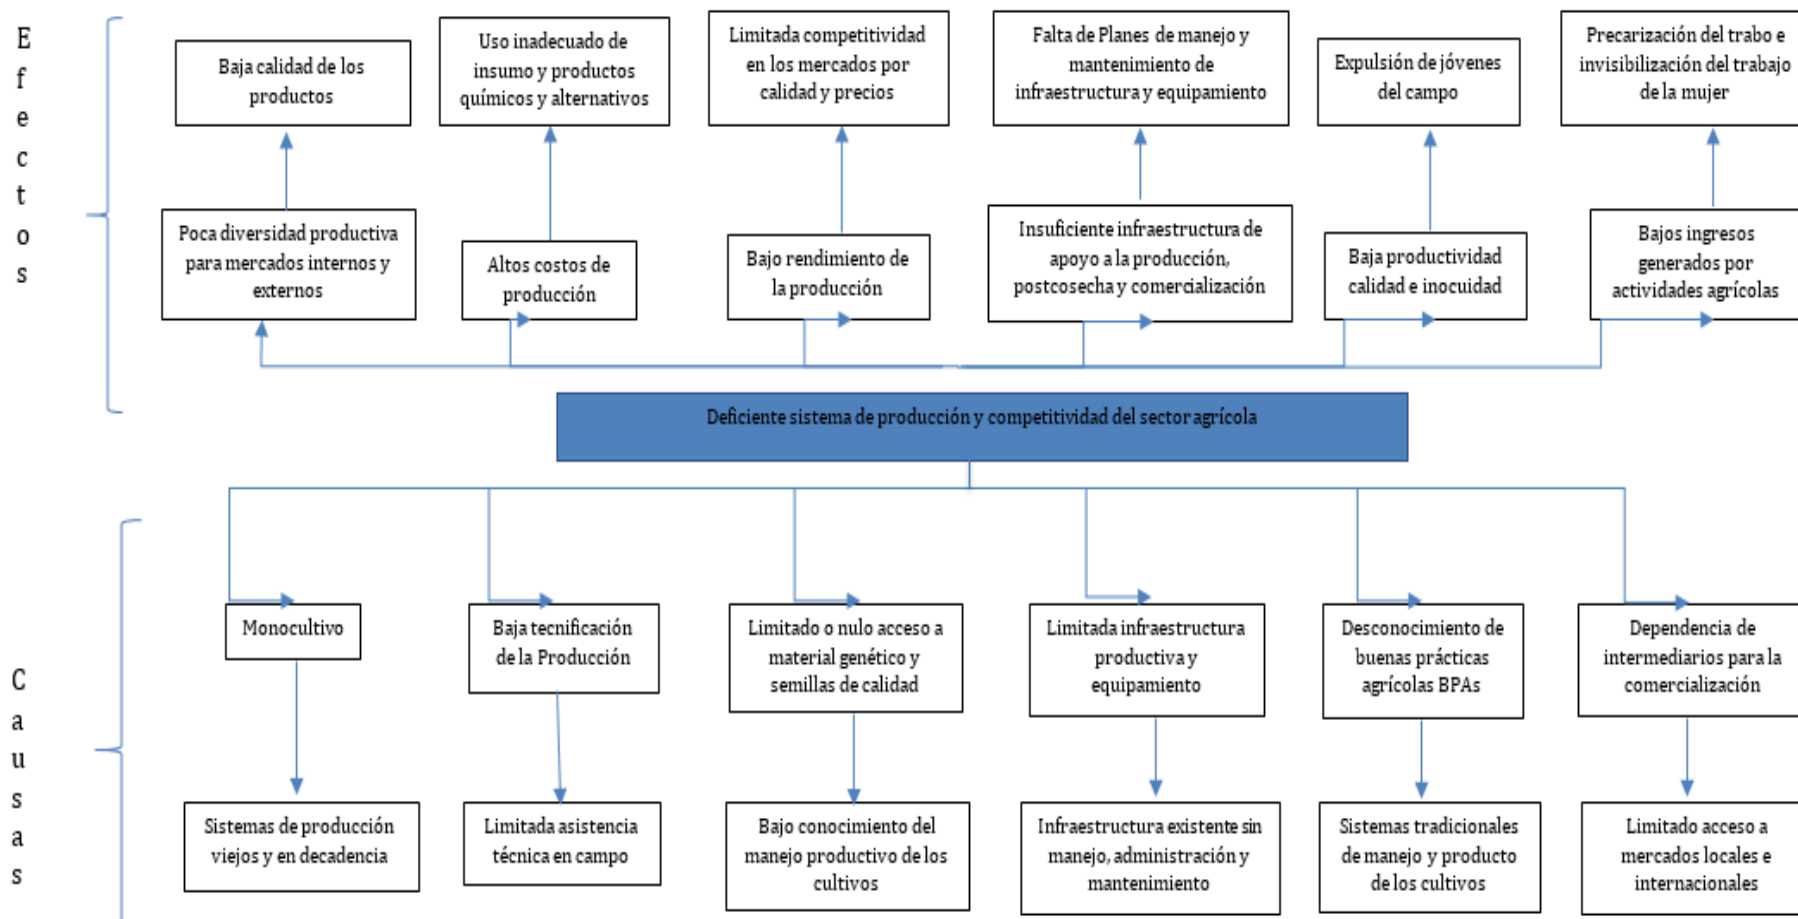 Efectos
Baja calidad de los
productos
Uso inadecuado de
insumo y productos
químicos y alternativos
Limitada competitividad
en los mercados por
calidad y precios
Falta de Planes de manejo y
mantenimiento de
infraestructura y equipamiento
Expulsión de jóvenes
del campo
Precarización del trabo e
invisibilización del trabajo
de la mujer
Poca diversidad productiva
para mercados internos y
externos
Altos costos de
producción
Bajo rendimiento de
la producción
Insuficiente infraestructura de
apoyo a la producción,
postcosecha y comercialización
Baja productividad
calidad e inocuidad
Bajos ingresos
generados por
actividades agrícolas
Deficiente sistema de producción y competitividad del sector agrícola
Causas
Monocultivo
Baja tecnificación
de la Producción
Limitado o nulo acceso a
material genético y
semillas de calidad
Limitada infraestructura
productiva y
equipamiento
Desconocimiento de
buenas prácticas
agrícolas BPAs
Dependencia de
intermediarios para la
comercialización
Sistemas de producción
viejos y en decadencia
Limitada asistencia
técnica en campo
Bajo conocimiento del
manejo productivo de los
cultivos
Infraestructura existente sin
manejo, administración y
mantenimiento
Sistemas tradicionales
de manejo y producto
de los cultivos
Limitado acceso a
mercados locales e
internacionales